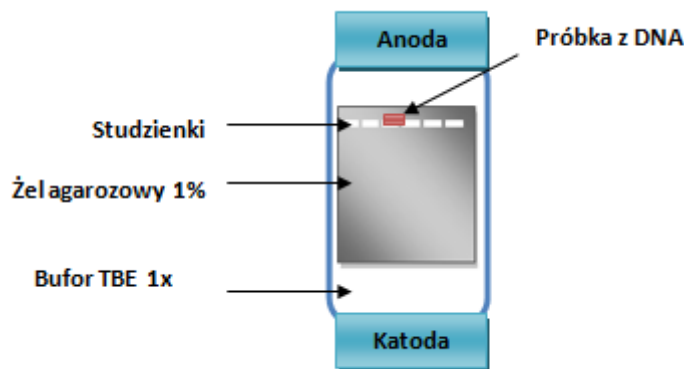 Anoda
Próbka z DNA
Studzienki
Żel agarozowy 1%
Bufor TBE 1x
Katoda